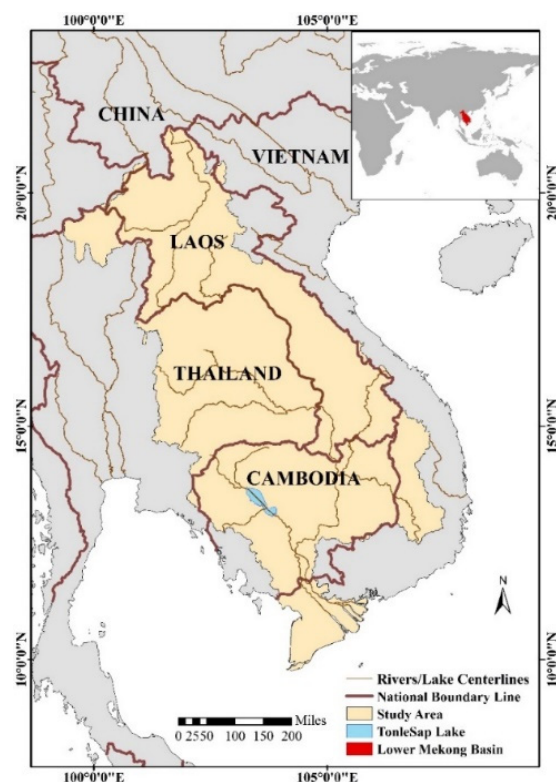 100°0'0"E 105°0'0"E
CHINA
VIETNAM
20°0'0"N 20°0'0"N
LAOS
THAILAND
15°0'0"N 15°0'0"N
CAMBODIA
N
10°0'0"N 10°0'0"N
Rivers/Lake Centerlines
National Boundary Line
Study Area
TonleSap Lake
Lower Mekong Basin
Miles
0 25 50 100 150 200
100°0'0"E 105°0'0"E